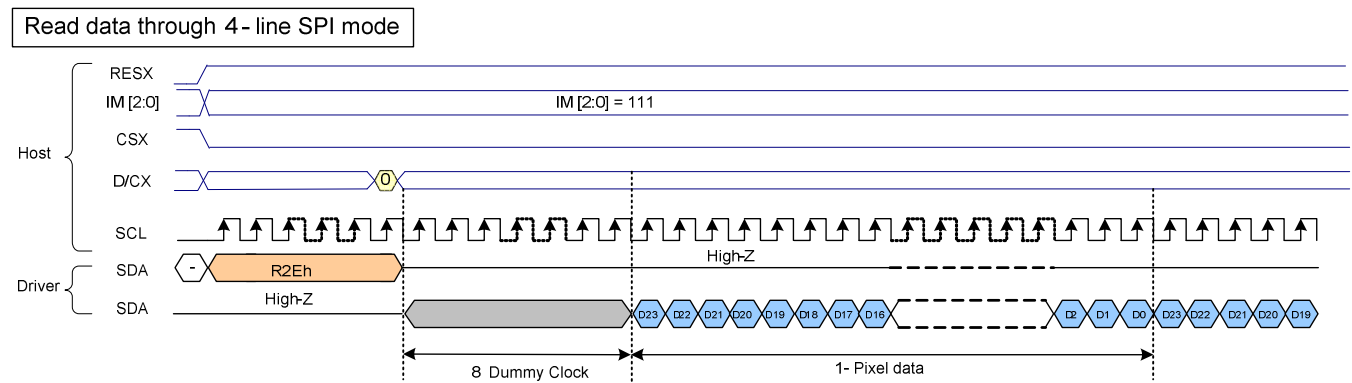 Read data through 4-line SPI mode
RESX
IM [2:0]
IM [2:0] = 111
CSX
Host
D/CX
0
SCL
High-Z
SDA
-
R2Eh
Driver
High-Z
SDA
D23 D22 D21 D20 D19 D18 D17 D16 D2 D1 D0 D23 D22 D21 D20 D19
8 Dummy Clock
1- Pixel data